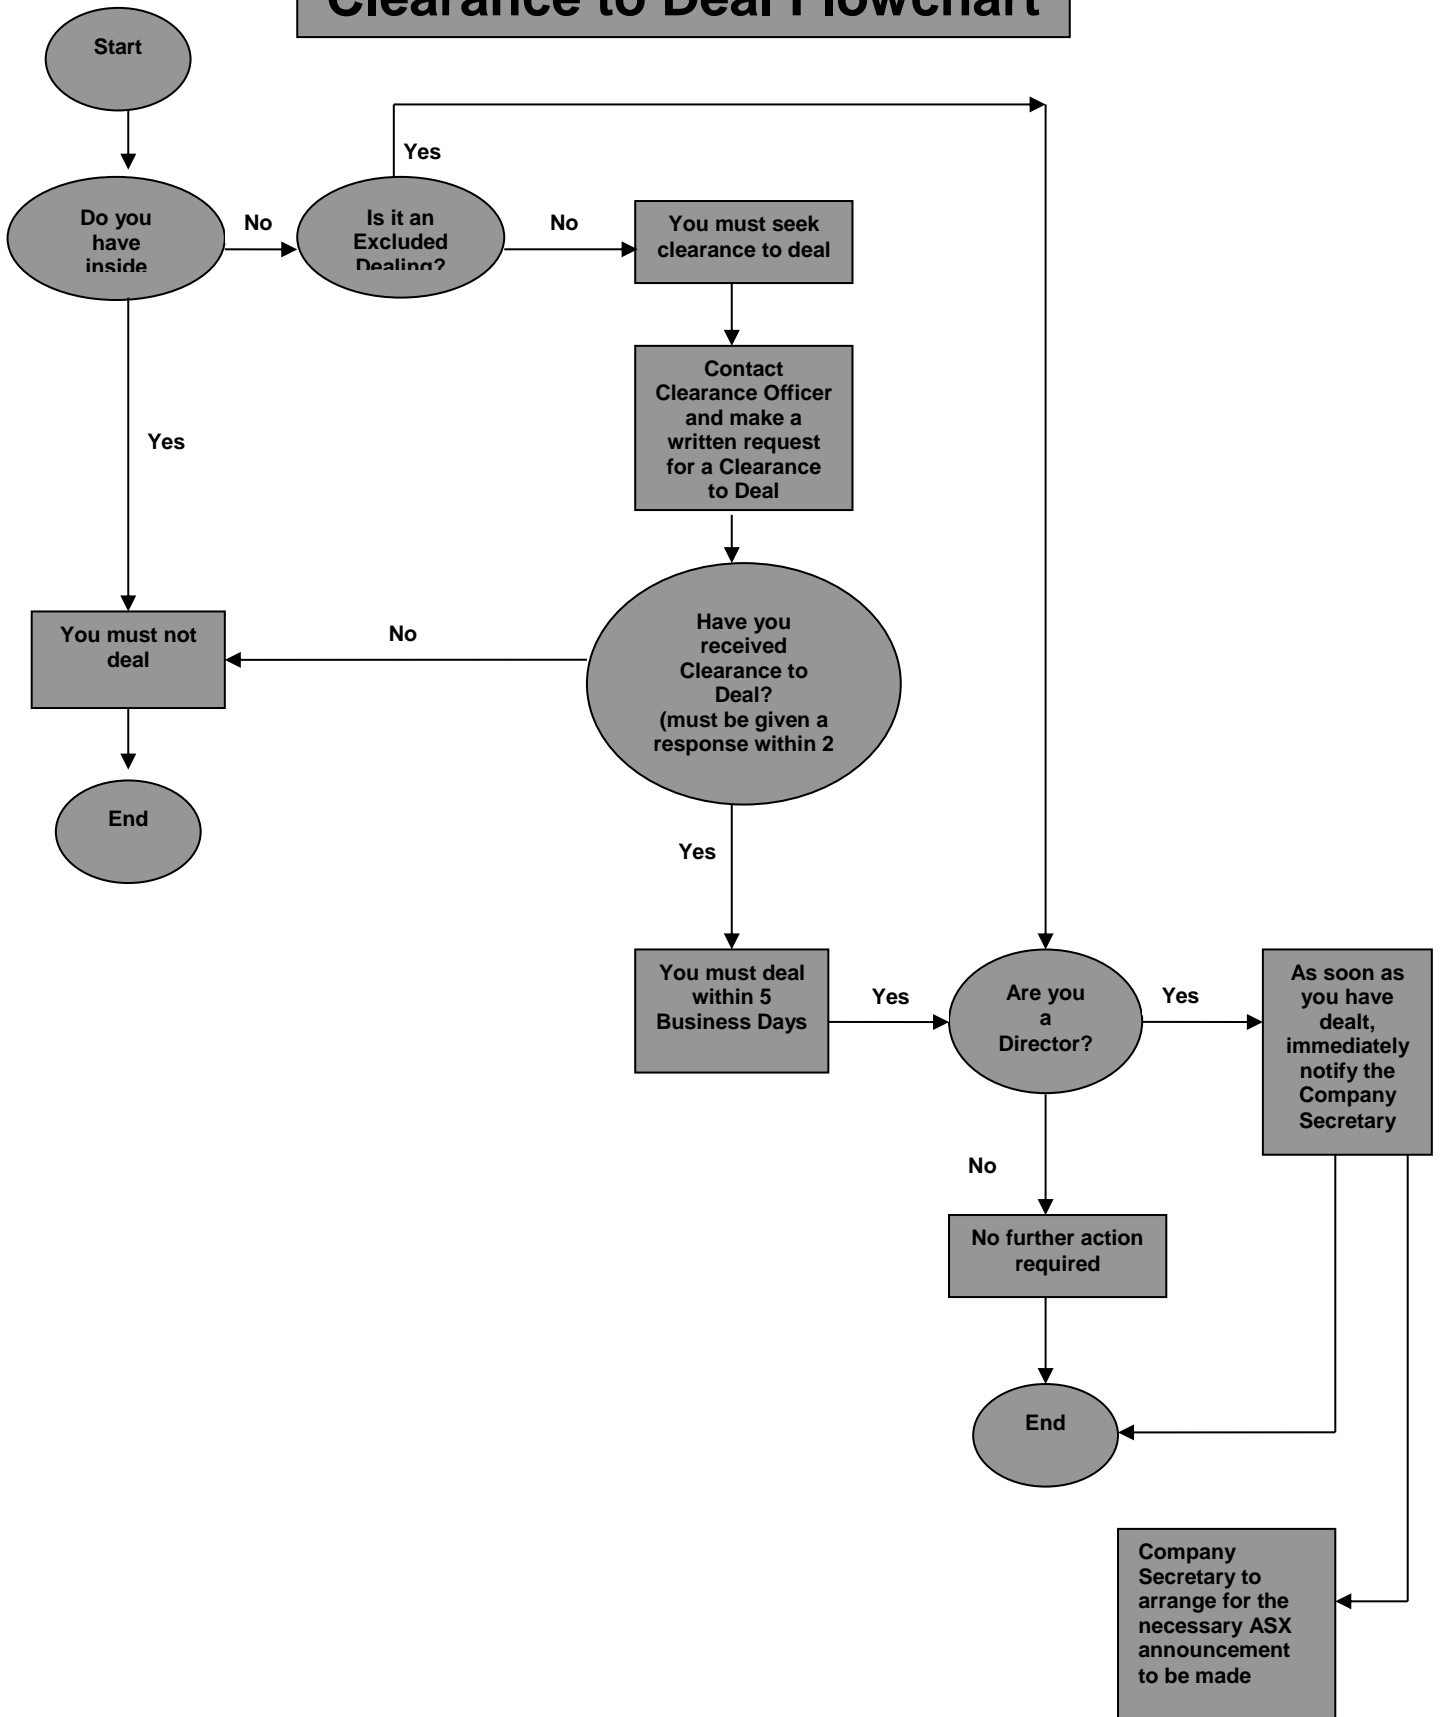 Clearance to Deal Flowchart
Start
Yes
Do you
have
inside
No
Is it an
Excluded
Dealing?
No
You must seek
clearance to deal
Contact
Clearance Officer
and make a
written request
for a Clearance
to Deal
Yes
You must not
deal
No
Have you
received
Clearance to
Deal?
(must be given a
response within 2
End
Yes
You must deal
within 5
Business Days
Yes
Are you
a
Director?
Yes
As soon as
you have
dealt,
immediately
notify the
Company
Secretary
No
No further action
required
End
Company
Secretary to
arrange for the
necessary ASX
announcement
to be made